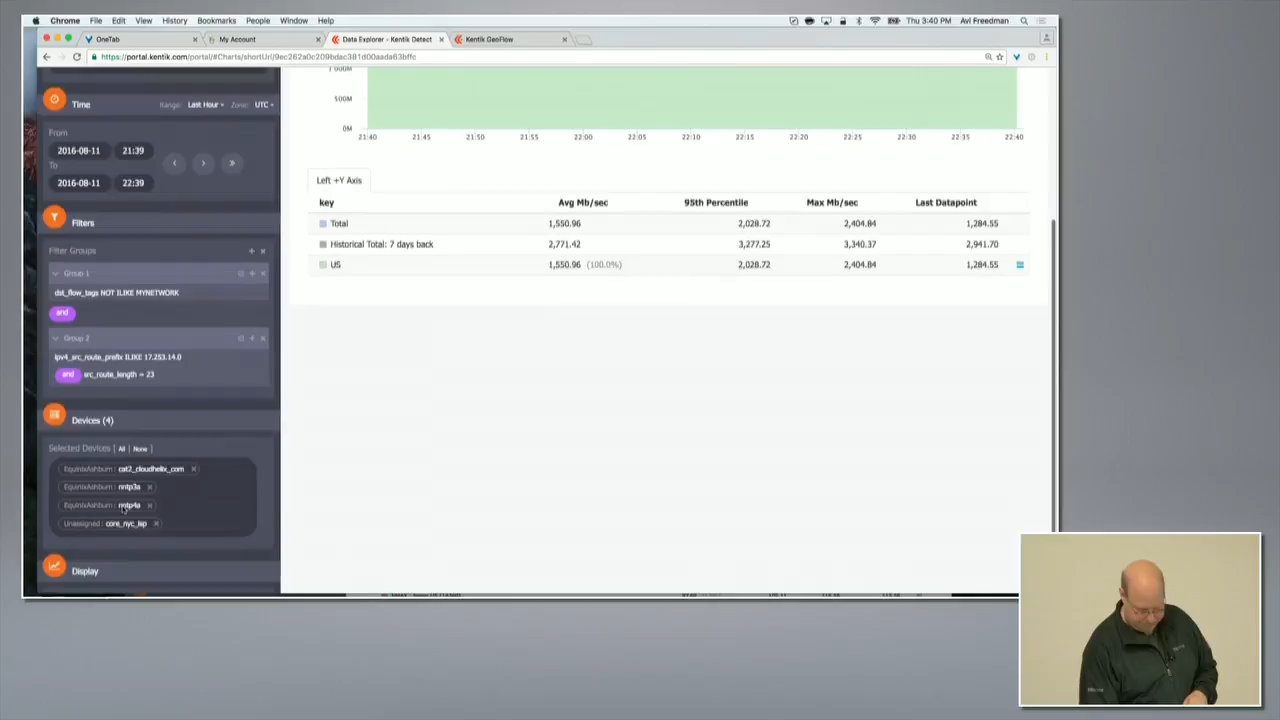 Chrome File Edit View History Bookmarks People Window Help Thu 3:40 PM Avi Freedman
OneTab My Account Data Explorer - Kentik Detect Kentik GeoFlow
https://portal.kentik.com/portal/#Charts/shortUrl/9ec262a0c209bdac381d00aada63bffc
Time Range: Last Hour Zone: UTC
From
2016-08-11 21:39
To
2016-08-11 22:39
Filters
Filter Groups
Group 1
dst_flow_tags NOT ILIKE MYNETWORK
and
Group 2
ipv4_src_route_prefix ILIKE 17.253.14.0
and src_route_length = 23
Devices (4)
Selected Devices [ All | None ]
EquinixAshburn : cat2_cloudhelix_com
EquinixAshburn : nntp3a
EquinixAshburn : nntp4a
Unassigned : core_nyc_isp
Display
500M
0M
21:40 21:45 21:50 21:55 22:00 22:05 22:10 22:15 22:20 22:25 22:30 22:35 22:40
Left +Y Axis
key Avg Mb/sec 95th Percentile Max Mb/sec Last Datapoint
Total 1,550.96 2,028.72 2,404.84 1,284.55
Historical Total: 7 days back 2,771.42 3,277.25 3,340.37 2,941.70
US 1,550.96 (100.0%) 2,028.72 2,404.84 1,284.55